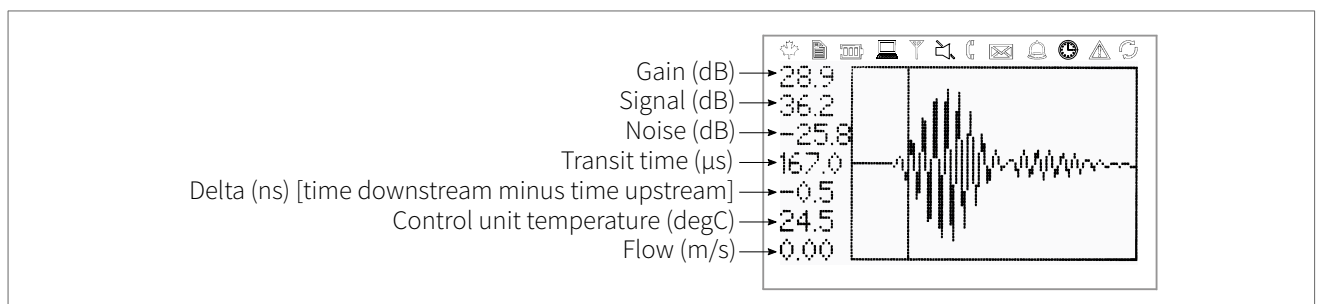 Gain (dB) 28.9
Signal (dB) 36.2
Noise (dB) -25.8
Transit time (µs) 167.0
Delta (ns) [time downstream minus time upstream] -0.5
Control unit temperature (degC) 24.5
Flow (m/s) 0.00